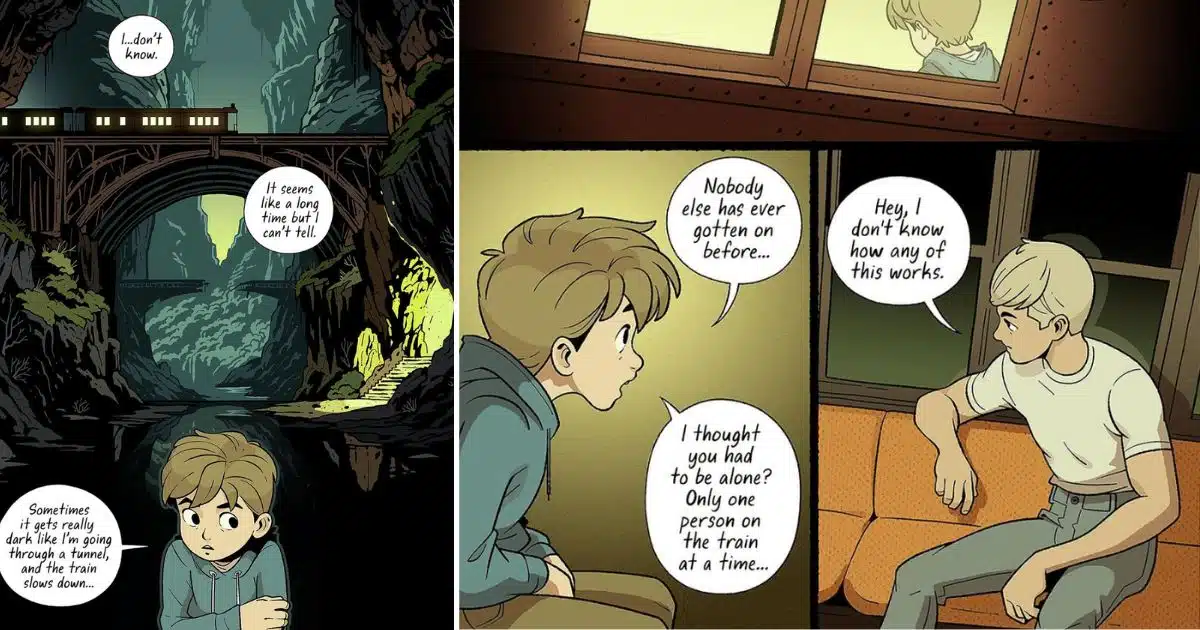 I...don't
know.
It seems
like a long
time but I
can't tell.
Sometimes
it gets really
dark like I'm going
through a tunnel,
and the train
slows down...
Nobody
else has ever
gotten on
before...
I thought
you had
to be alone?
Only one
person on
the train
at a time...
Hey, I
don't know
how any of
this works.